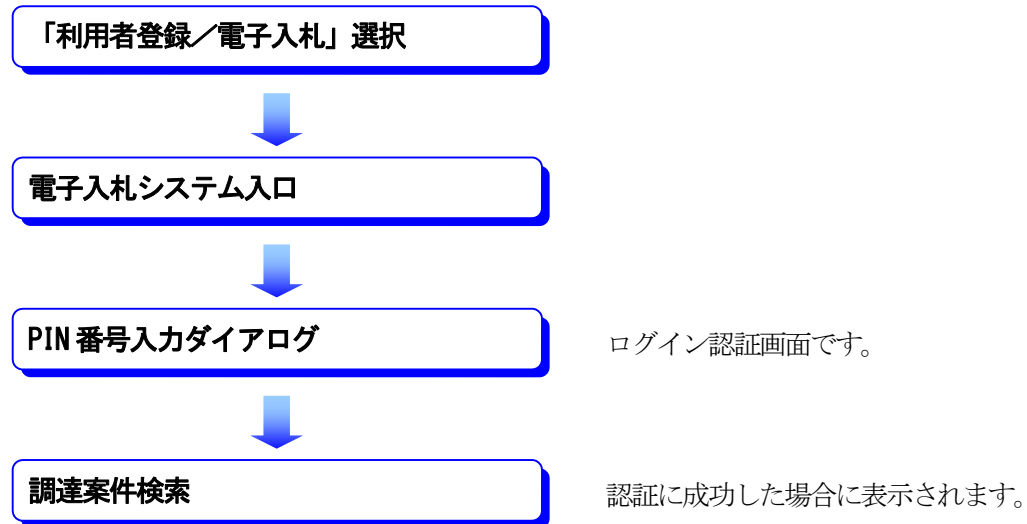 「利用者登録／電子入札」選択
電子入札システム入口
PIN 番号入力ダイアログ
ログイン認証画面です。
調達案件検索
認証に成功した場合に表示されます。